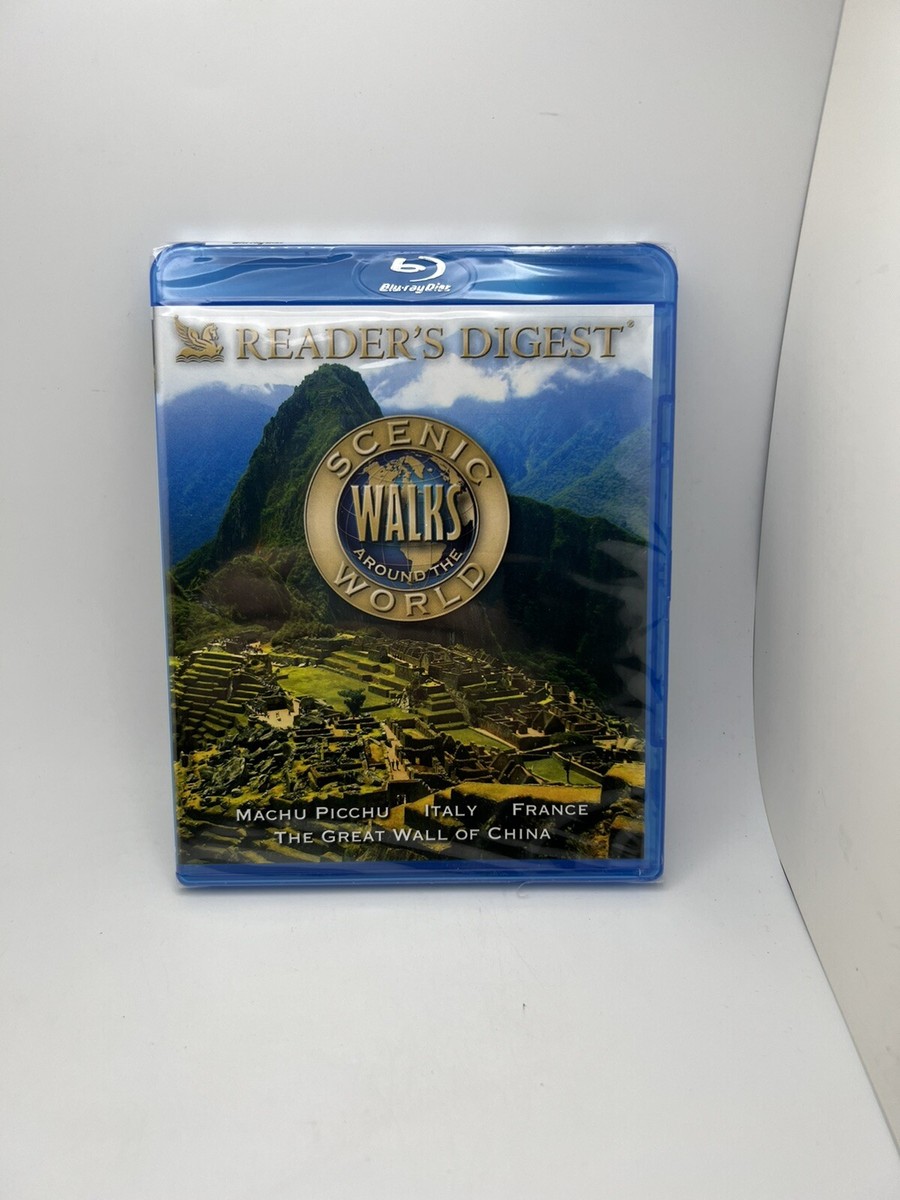 Blu-ray Disc
READER'S DIGEST®
SCENIC
WALKS
AROUND THE
WORLD
MACHU PICCHU ITALY FRANCE
THE GREAT WALL OF CHINA